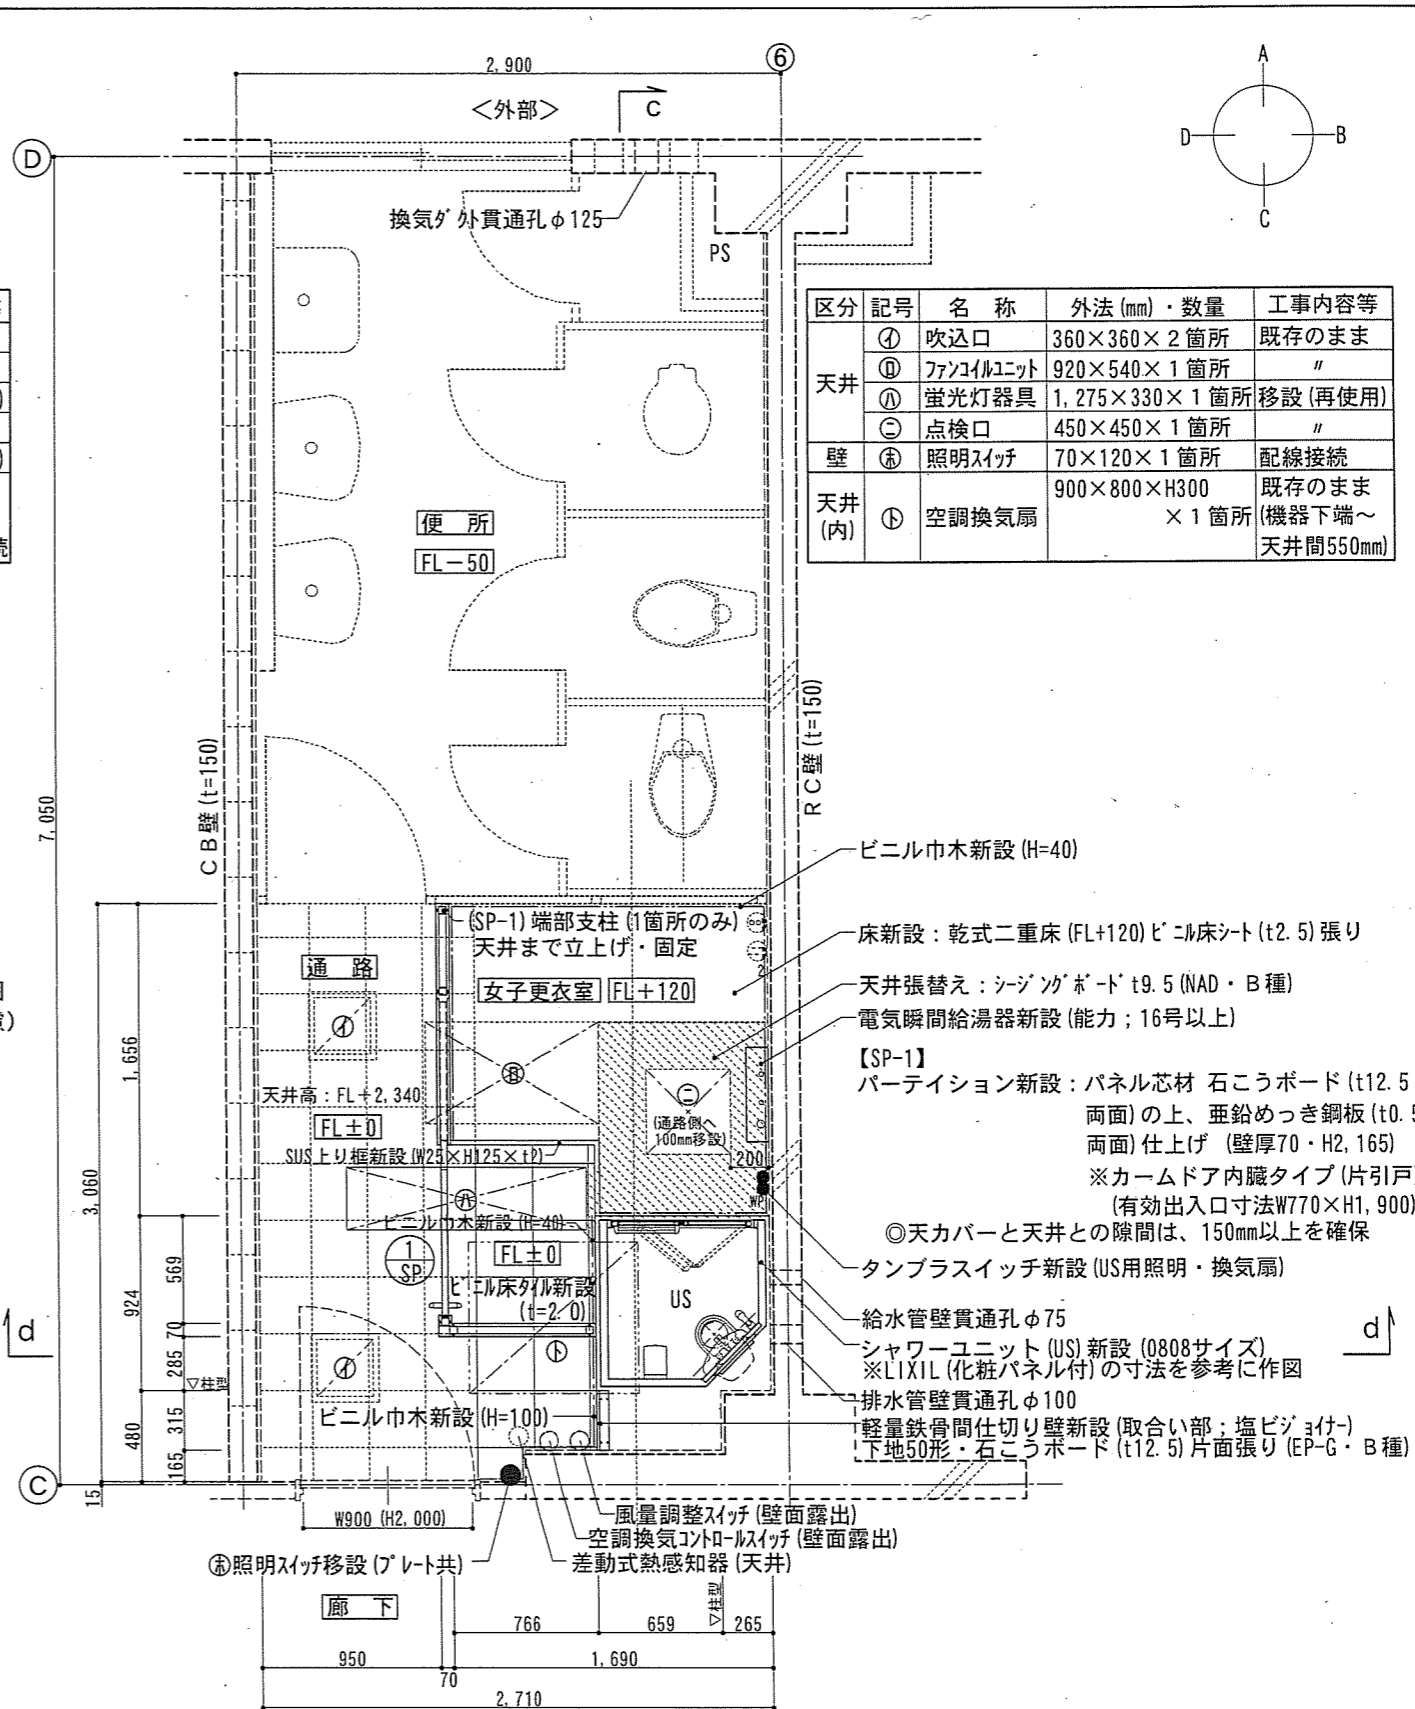 2,900
⑥
<外部>
C
A
D
B
C
Ⓓ
換気ダクト貫通孔φ125
PS
区分 記号 名 称 外法(mm)・数量 工事内容等
天井 ㋑ 吹込口 360×360×2箇所 既存のまま
㋺ ファンコイルユニット 920×540×1箇所 〃
㋩ 蛍光灯器具 1,275×330×1箇所 移設(再使用)
㊁ 点検口 450×450×1箇所 〃
壁 ㋭ 照明スイッチ 70×120×1箇所 配線接続
天井(内) ㋣ 空調換気扇 900×800×H300 ×1箇所 既存のまま
(機器下端~
天井間550mm)
便 所
FL-50
CB壁(t=150)
RC壁(t=150)
7,050
ビニル巾木新設(H=40)
(SP-1)端部支柱(1箇所のみ)
天井まで立上げ・固定
床新設:乾式二重床(FL+120)ビニル床シート(t2.5)張り
2
通 路
女子更衣室
FL+120
天井張替え:シージングボードt9.5(NAD・B種)
電気瞬間給湯器新設(能力;16号以上)
㋑
㋺
㊁
(通路側へ
100mm移設)
1,656
天井高:FL+2,340
FL±0
【SP-1】
パーテイション新設:パネル芯材 石こうボード(t12.5
両面)の上、亜鉛めっき鋼板(t0.5
両面)仕上げ (壁厚70・H2,165)
※カームドア内臓タイプ(片引戸
(有効出入口寸法W770×H1,900)
◎天カバーと天井との隙間は、150mm以上を確保
SUS上り框新設(W25×H125×t2)
200
WP
3,060
㋩
ビニル巾木新設(H=40)
1
SP
FL±0
ビニル床タイル新設
(t=2.0)
US
タンブラスイッチ新設(US用照明・換気扇)
給水管壁貫通孔φ75
シャワーユニット(US)新設(0808サイズ)
※LIXIL(化粧パネル付)の寸法を参考に作図
排水管壁貫通孔φ100
軽量鉄骨間仕切り壁新設(取合い部;塩ビジョイナー)
下地50形・石こうボード(t12.5)片面張り(EP-G・B種)
569
924
70
285
d
d
▽柱型
㋑
㋣
ビニル巾木新設(H=100)
480
315
165
Ⓒ
15
W900(H2,000)
風量調整スイッチ(壁面露出)
空調換気コントロールスイッチ(壁面露出)
差動式熱感知器(天井)
㋭照明スイッチ移設(プレート共)
廊 下
▽柱型
766
659
265
950
70
1,690
2,710